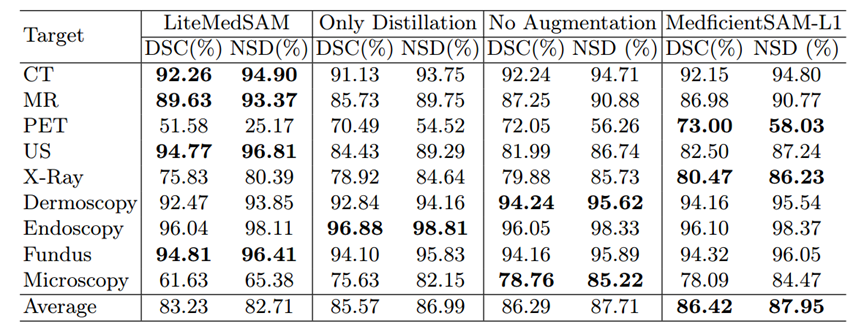 Target LiteMedSAM Only Distillation No Augmentation MedficientSAM-L1
DSC(%) NSD(%) DSC(%) NSD(%) DSC(%) NSD (%) DSC(%) NSD (%)
CT 92.26 94.90 91.13 93.75 92.24 94.71 92.15 94.80
MR 89.63 93.37 85.73 89.75 87.25 90.88 86.98 90.77
PET 51.58 25.17 70.49 54.52 72.05 56.26 73.00 58.03
US 94.77 96.81 84.43 89.29 81.99 86.74 82.50 87.24
X-Ray 75.83 80.39 78.92 84.64 79.88 85.73 80.47 86.23
Dermoscopy 92.47 93.85 92.84 94.16 94.24 95.62 94.16 95.54
Endoscopy 96.04 98.11 96.88 98.81 96.05 98.33 96.10 98.37
Fundus 94.81 96.41 94.10 95.83 94.16 95.89 94.32 96.05
Microscopy 61.63 65.38 75.63 82.15 78.76 85.22 78.09 84.47
Average 83.23 82.71 85.57 86.99 86.29 87.71 86.42 87.95